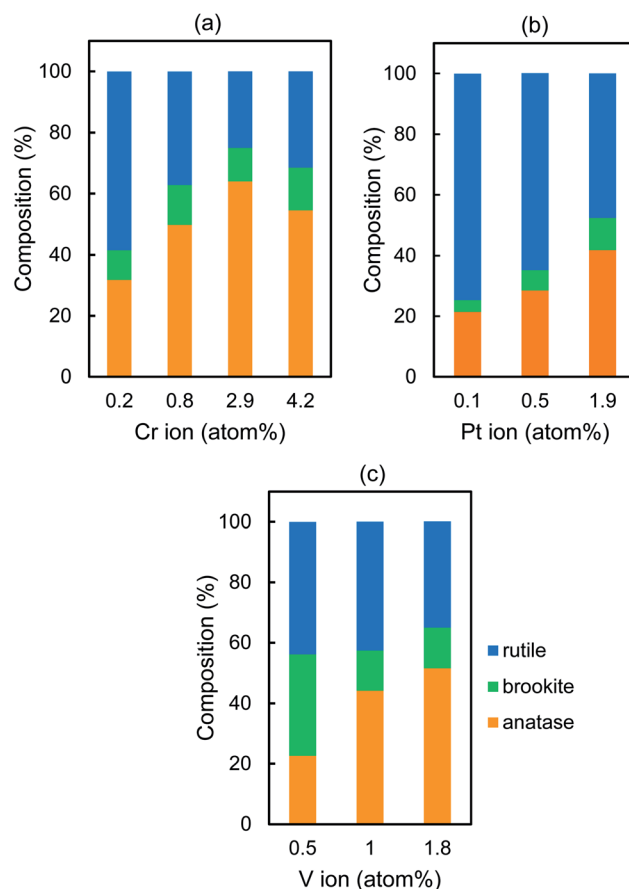 (a)
Composition (%)
100
80
60
40
20
0
0.2 0.8 2.9 4.2
Cr ion (atom%)
(b)
Composition (%)
100
80
60
40
20
0
0.1 0.5 1.9
Pt ion (atom%)
(c)
Composition (%)
100
80
60
40
20
0
0.5 1 1.8
V ion (atom%)
rutile
brookite
anatase